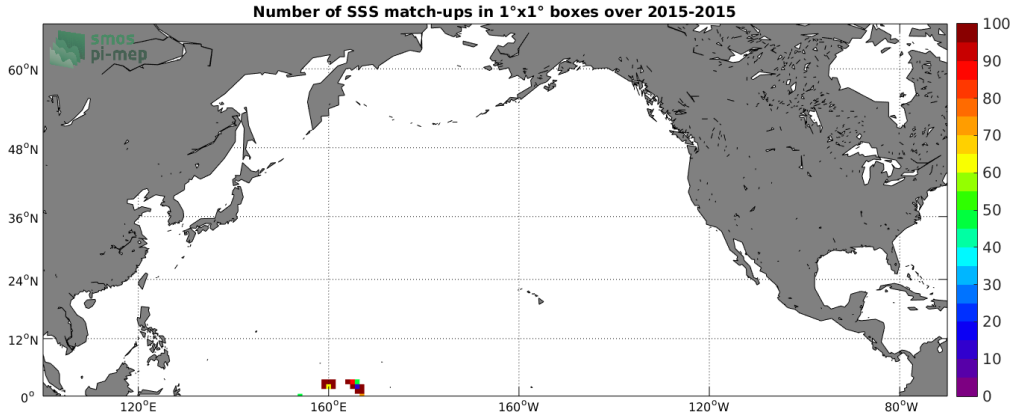 Number of SSS match-ups in 1°x1° boxes over 2015-2015
smos
pi-mep
60°N
48°N
36°N
24°N
12°N
0°
120°E
160°E
160°W
120°W
80°W
100
90
80
70
60
50
40
30
20
10
0